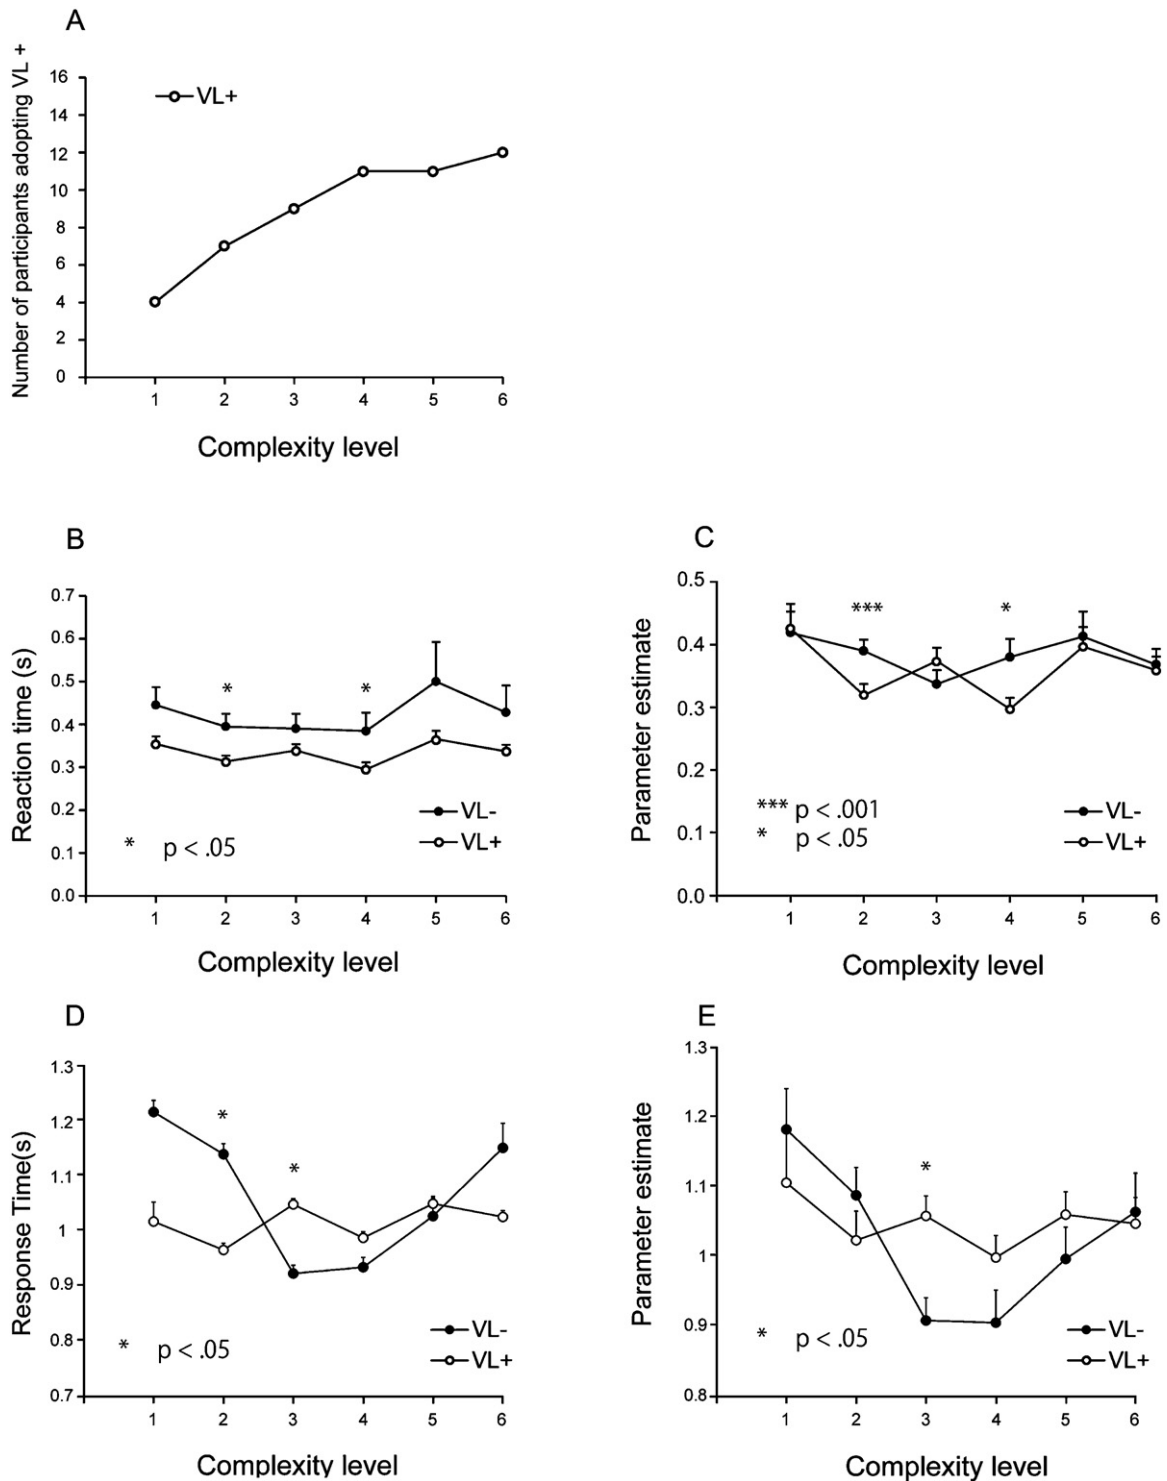 A
Number of participants adopting VL +
16
14
12
10
8
6
4
2
0
VL+
1 2 3 4 5 6
Complexity level
B
Reaction time (s)
0.7
0.6
0.5
0.4
0.3
0.2
0.1
0.0
* *
VL-
VL+
* p < .05
1 2 3 4 5 6
Complexity level
C
Parameter estimate
0.5
0.4
0.3
0.2
0.1
0.0
*** *
*** p < .001
* p < .05
VL-
VL+
1 2 3 4 5 6
Complexity level
D
Response Time(s)
1.3
1.2
1.1
1
0.9
0.8
0.7
*
*
VL-
VL+
* p < .05
1 2 3 4 5 6
Complexity level
E
Parameter estimate
1.3
1.2
1.1
1
0.9
0.8
*
VL-
VL+
* p < .05
1 2 3 4 5 6
Complexity level